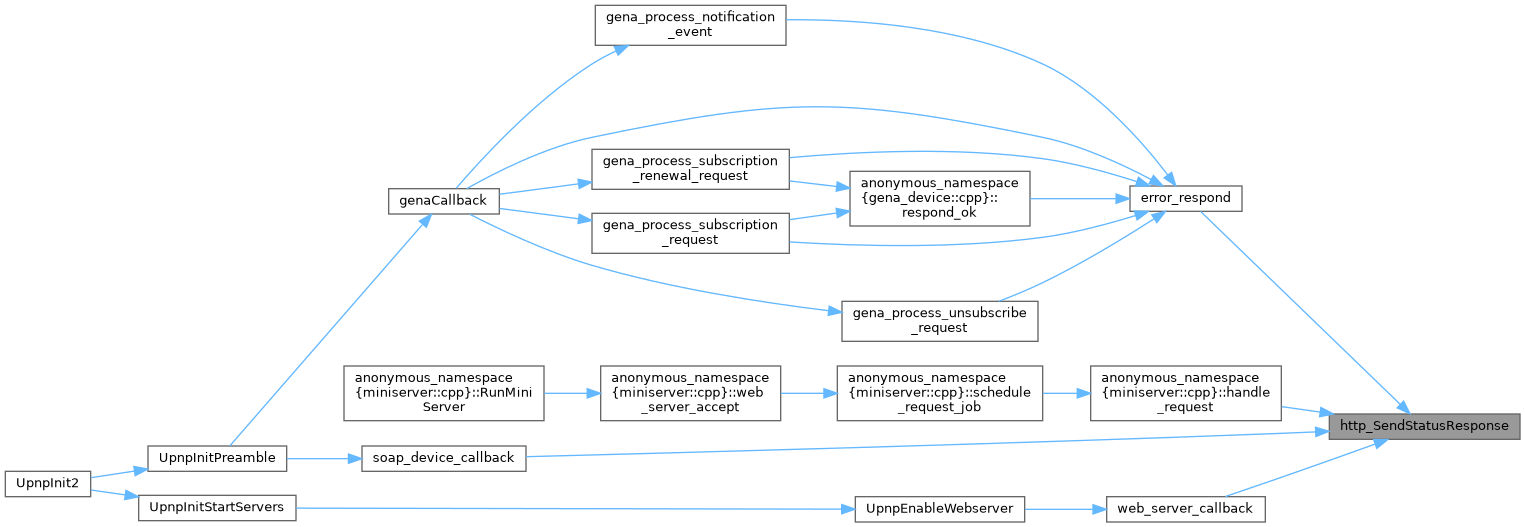 gena_process_notification
_event
gena_process_subscription
_renewal_request
anonymous_namespace
{gena_device::cpp}::
respond_ok
error_respond
genaCallback
gena_process_subscription
_request
gena_process_unsubscribe
_request
anonymous_namespace
{miniserver::cpp}::RunMini
Server
anonymous_namespace
{miniserver::cpp}::web
_server_accept
anonymous_namespace
{miniserver::cpp}::schedule
_request_job
anonymous_namespace
{miniserver::cpp}::handle
_request
http_SendStatusResponse
UpnpInitPreamble
soap_device_callback
UpnpInit2
UpnpInitStartServers
UpnpEnableWebserver
web_server_callback